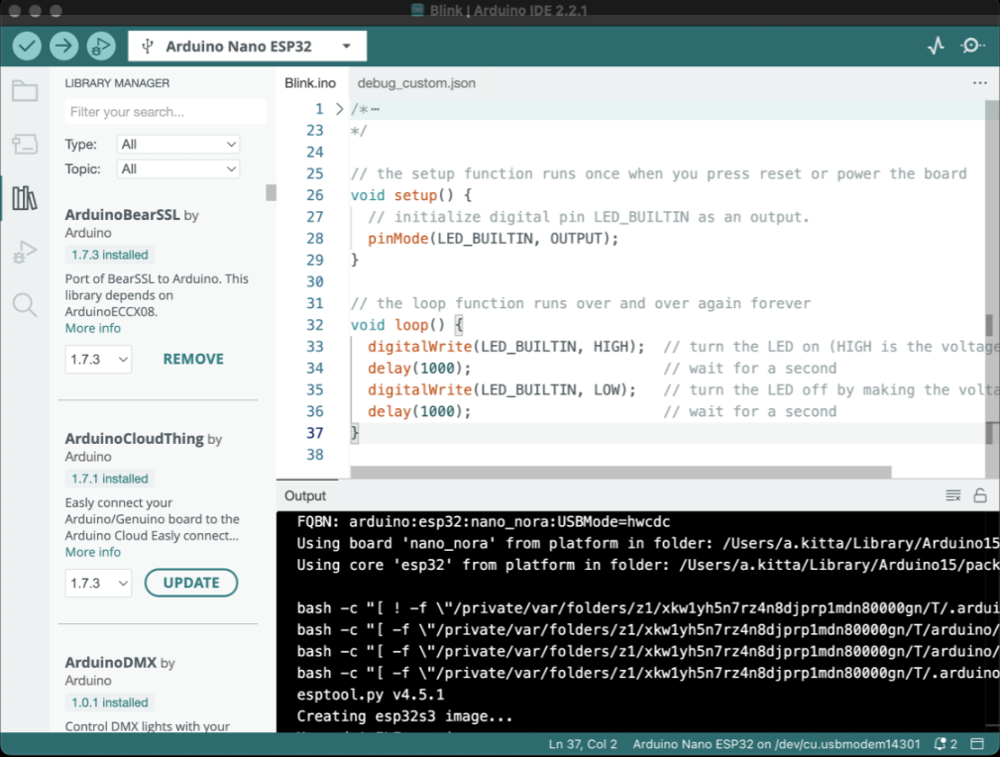 Blink | Arduino IDE 2.2.1
Arduino Nano ESP32
LIBRARY MANAGER
Filter your search...
Type: All
Topic: All
ArduinoBearSSL by
Arduino
1.7.3 installed
Port of BearSSL to Arduino. This
library depends on
ArduinoECCX08.
More info
1.7.3 REMOVE
ArduinoCloudThing by
Arduino
1.7.1 installed
Easly connect your
Arduino/Genuino board to the
Arduino Cloud Easly connect...
More info
1.7.3 UPDATE
ArduinoDMX by
Arduino
1.0.1 installed
Control DMX lights with your
Blink.ino debug_custom.json
1 /*
23 */
24
25 // the setup function runs once when you press reset or power the board
26 void setup() {
27 // initialize digital pin LED_BUILTIN as an output.
28 pinMode(LED_BUILTIN, OUTPUT);
29 }
30
31 // the loop function runs over and over again forever
32 void loop() {
33 digitalWrite(LED_BUILTIN, HIGH); // turn the LED on (HIGH is the voltage
34 delay(1000); // wait for a second
35 digitalWrite(LED_BUILTIN, LOW); // turn the LED off by making the volta
36 delay(1000); // wait for a second
37 }
38
Output
FQBN: arduino:esp32:nano_nora:USBMode=hwcdc
Using board 'nano_nora' from platform in folder: /Users/a.kitta/Library/Arduino15
Using core 'esp32' from platform in folder: /Users/a.kitta/Library/Arduino15/pack
bash -c "[ ! -f \"/private/var/folders/z1/xkw1yh5n7rz4n8djprp1mdn80000gn/T/.ardui
bash -c "[ -f \"/private/var/folders/z1/xkw1yh5n7rz4n8djprp1mdn80000gn/T/arduino/
bash -c "[ -f \"/private/var/folders/z1/xkw1yh5n7rz4n8djprp1mdn80000gn/T/arduino/
bash -c "[ -f \"/private/var/folders/z1/xkw1yh5n7rz4n8djprp1mdn80000gn/T/.arduino
esptool.py v4.5.1
Creating esp32s3 image...
Ln 37, Col 2 Arduino Nano ESP32 on /dev/cu.usbmodem14301 2